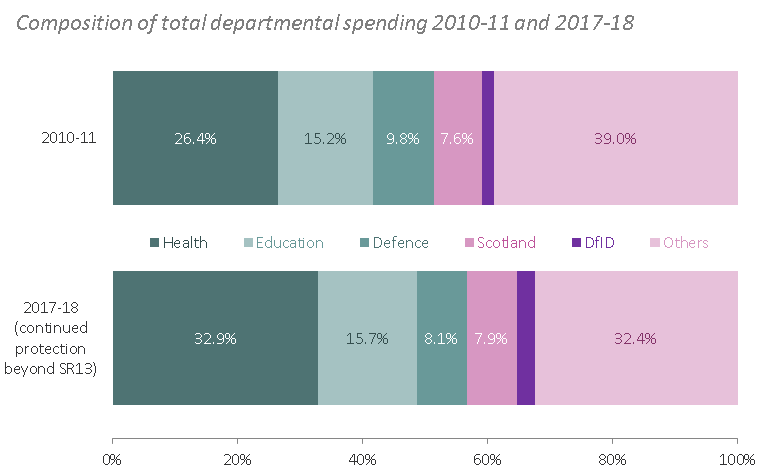 Composition of total departmental spending 2010-11 and 2017-18
2010-11
26.4%
15.2%
9.8%
7.6%
39.0%
Health
Education
Defence
Scotland
DfID
Others
2017-18
(continued
protection
beyond SR13)
32.9%
15.7%
8.1%
7.9%
32.4%
0%
20%
40%
60%
80%
100%